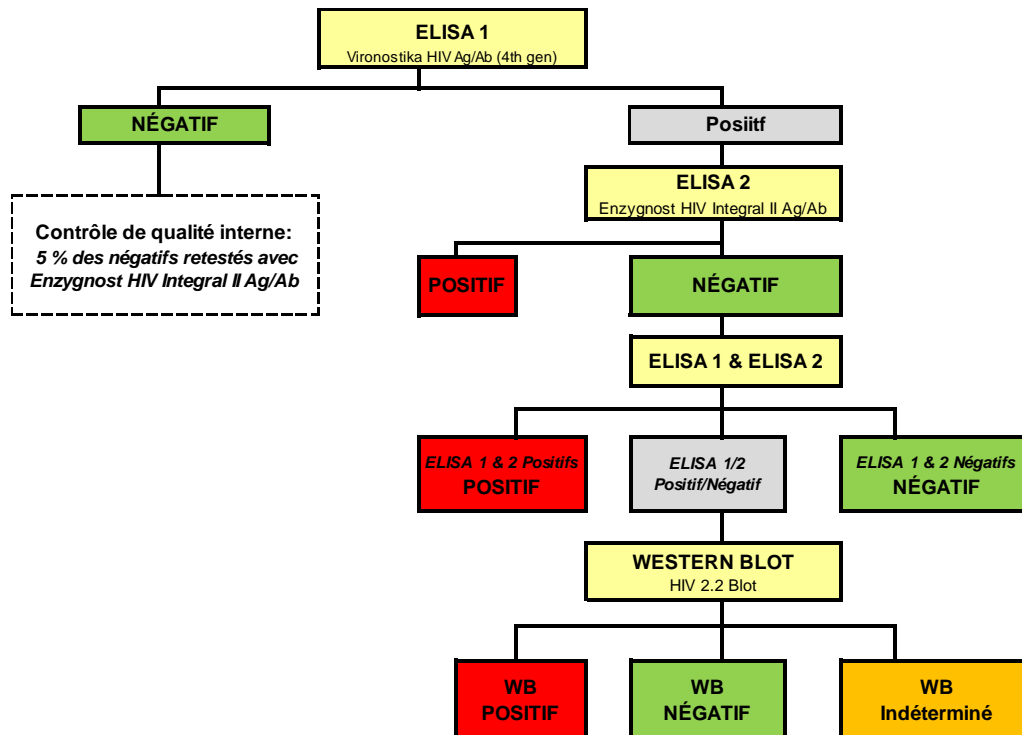 ELISA 1
Vironostika HIV Ag/Ab (4th gen)
NÉGATIF
Posiitf
ELISA 2
Enzygnost HIV Integral II Ag/Ab
Contrôle de qualité interne:
5 % des négatifs retestés avec
Enzygnost HIV Integral II Ag/Ab
POSITIF
NÉGATIF
ELISA 1 & ELISA 2
ELISA 1 & 2 Positifs
POSITIF
ELISA 1/2
Positif/Négatif
ELISA 1 & 2 Négatifs
NÉGATIF
WESTERN BLOT
HIV 2.2 Blot
WB
POSITIF
WB
NÉGATIF
WB
Indéterminé